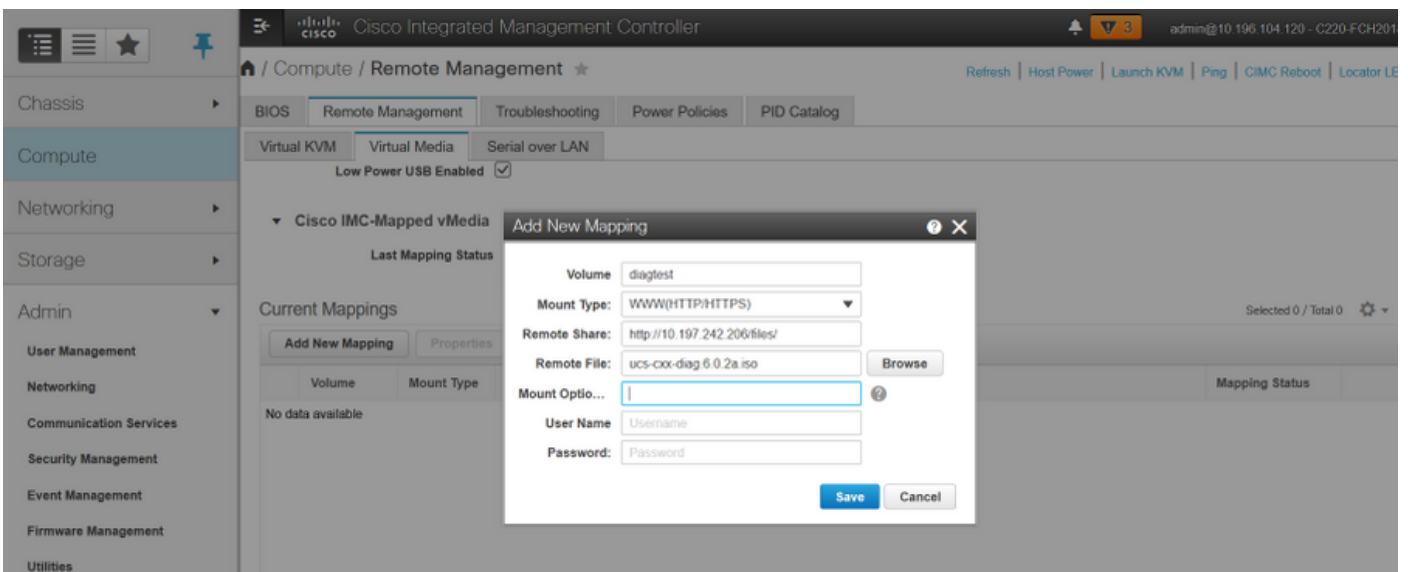 cisco Cisco Integrated Management Controller
3 admin@10.196.104.120 - C220-FCH201
/ Compute / Remote Management
Refresh | Host Power | Launch KVM | Ping | CIMC Reboot | Locator LE
Chassis
Compute
Networking
Storage
Admin
User Management
Networking
Communication Services
Security Management
Event Management
Firmware Management
Utilities
BIOS Remote Management Troubleshooting Power Policies PID Catalog
Virtual KVM Virtual Media Serial over LAN
Low Power USB Enabled
Cisco IMC-Mapped vMedia
Last Mapping Status
Current Mappings
Selected 0 / Total 0
Add New Mapping Properties
Volume Mount Type Mapping Status
No data available
Add New Mapping
Volume diagtest
Mount Type: WWW(HTTP/HTTPS)
Remote Share: http://10.197.242.206/files/
Remote File: ucs-cxx-diag.6.0.2a.iso Browse
Mount Optio... ?
User Name Username
Password: Password
Save Cancel